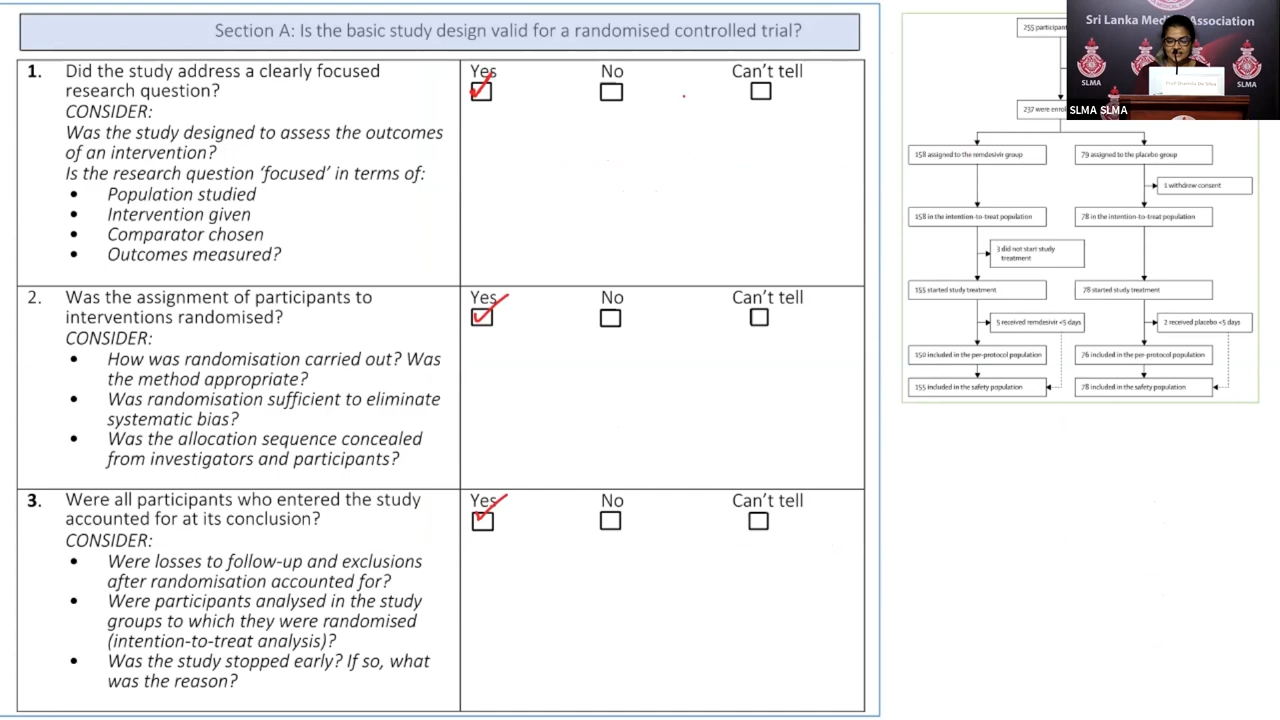 Section A: Is the basic study design valid for a randomised controlled trial?
1. Did the study address a clearly focused
research question?
CONSIDER:
Was the study designed to assess the outcomes
of an intervention?
Is the research question ‘focused’ in terms of:
• Population studied
• Intervention given
• Comparator chosen
• Outcomes measured?
Yes No Can’t tell
2. Was the assignment of participants to
interventions randomised?
CONSIDER:
• How was randomisation carried out? Was
the method appropriate?
• Was randomisation sufficient to eliminate
systematic bias?
• Was the allocation sequence concealed
from investigators and participants?
Yes No Can’t tell
3. Were all participants who entered the study
accounted for at its conclusion?
CONSIDER:
• Were losses to follow-up and exclusions
after randomisation accounted for?
• Were participants analysed in the study
groups to which they were randomised
(intention-to-treat analysis)?
• Was the study stopped early? If so, what
was the reason?
Yes No Can’t tell
255
237 were
158 assigned to the remdesivir group
79 assigned to the placebo group
1 withdrew consent
158 in the intention-to-treat population
78 in the intention-to-treat population
3 did not start study
treatment
155 started study treatment
78 started study treatment
5 received remdesivir <5 days
2 received placebo <5 days
150 included in the per-protocol population
76 included in the per-protocol population
155 included in the safety population
78 included in the safety population
Sri Lanka Association
SLMA
SLMA
SLMA SLMA